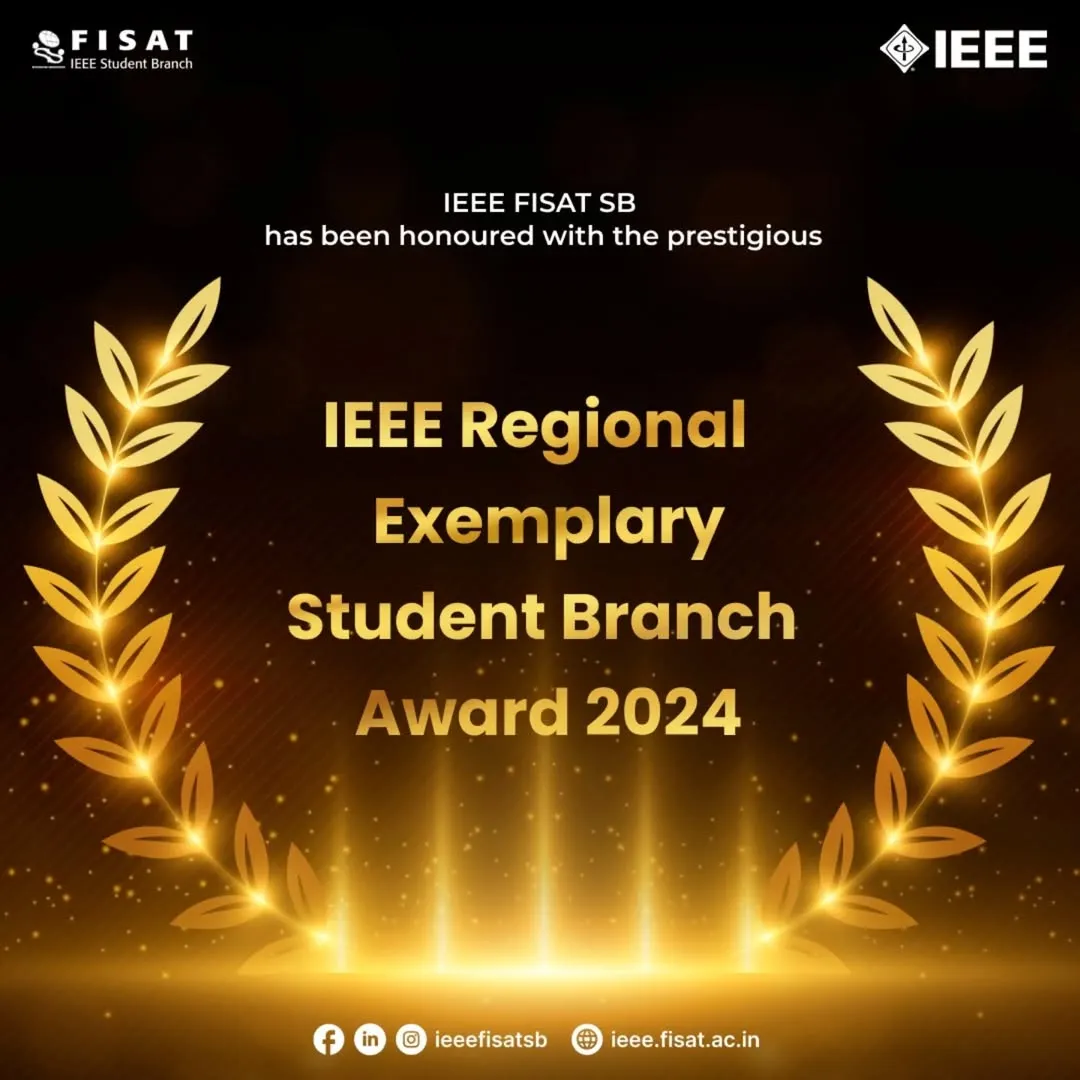 FISAT
IEEE Student Branch
IEEE
IEEE FISAT SB
has been honoured with the prestigious
IEEE Regional
Exemplary
Student Branch
Award 2024
ieeefisatsb
ieee.fisat.ac.in